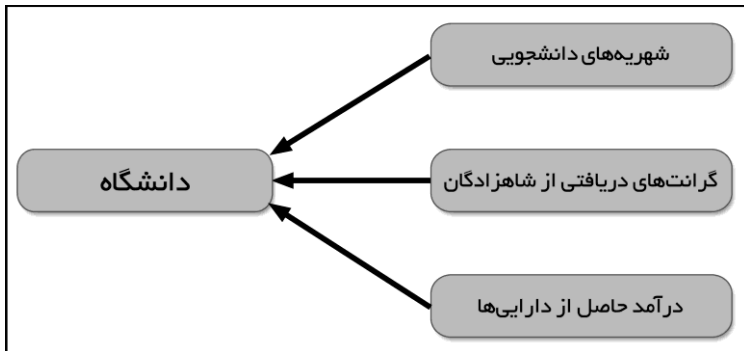 شهریه‌های دانشجویی
گرانت‌های دریافتی از شاهزادگان
دانشگاه
درآمد حاصل از دارایی‌ها